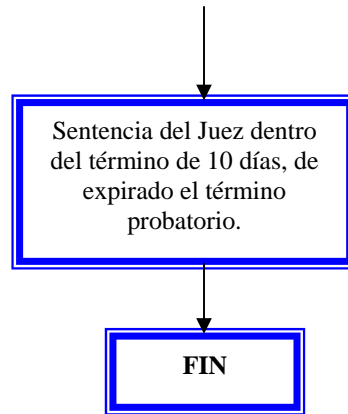 Sentencia del Juez dentro
del término de 10 días, de
expirado el término
probatorio.
FIN